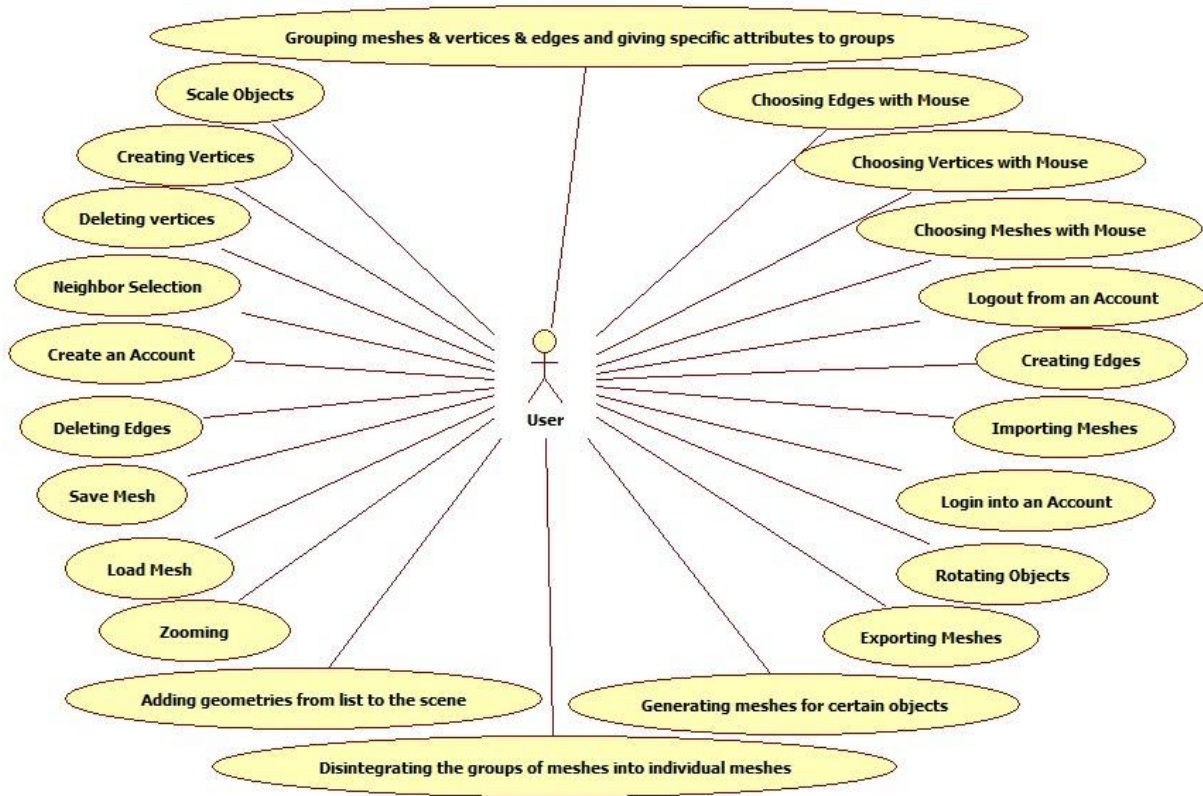 Grouping meshes & vertices & edges and giving specific attributes to groups
Scale Objects
Choosing Edges with Mouse
Creating Vertices
Choosing Vertices with Mouse
Deleting vertices
Choosing Meshes with Mouse
Neighbor Selection
Logout from an Account
Create an Account
Creating Edges
User
Deleting Edges
Importing Meshes
Save Mesh
Login into an Account
Load Mesh
Rotating Objects
Zooming
Exporting Meshes
Adding geometries from list to the scene
Generating meshes for certain objects
Disintegrating the groups of meshes into individual meshes